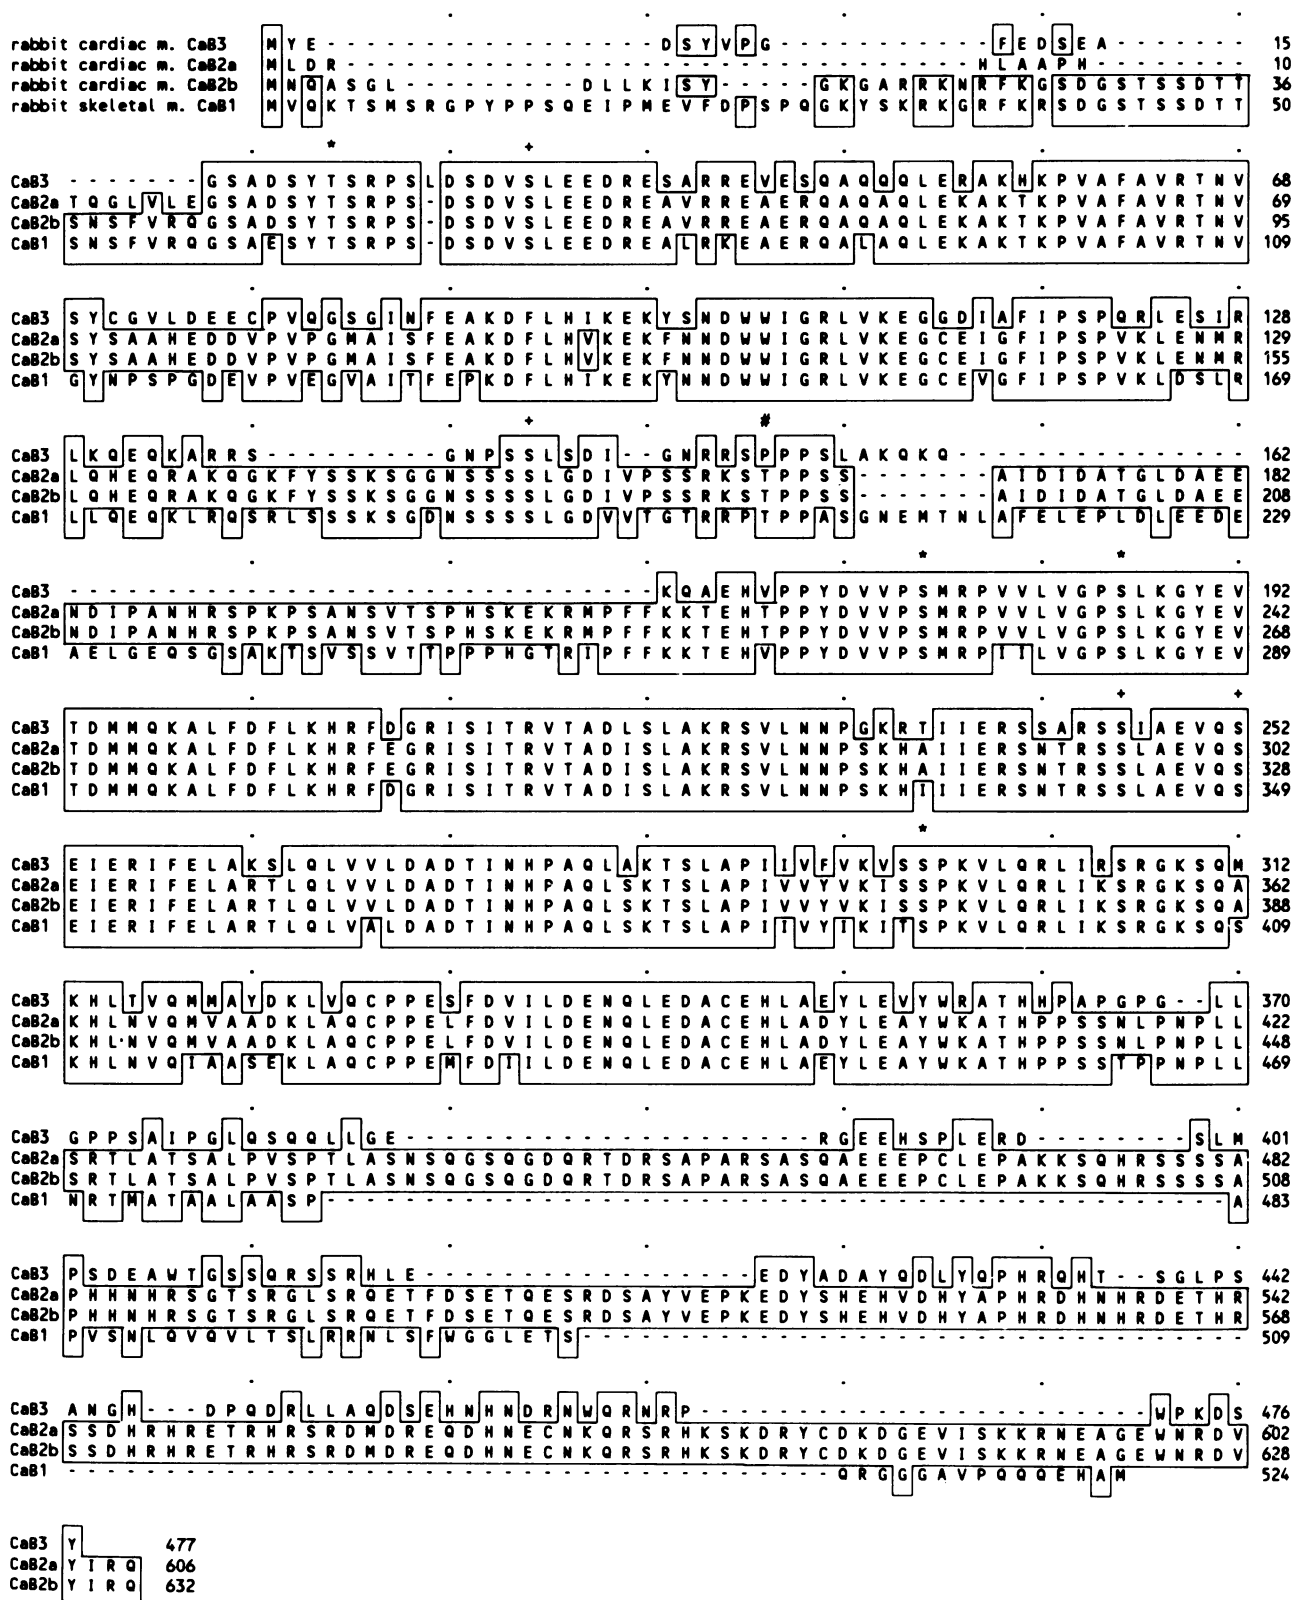 rabbit cardiac m. CaB3 M Y E - - - - - - - - - - - - - - - - - D S Y V P G - - - - - - - - - - - F E D S E A - - - - - - - 15
rabbit cardiac m. CaB2a M L D R - - - - - - - - - - - - - - - - - - - - - - - - - - - - - - - - H L A A P H - - - - - - - - 10
rabbit cardiac m. CaB2b M N Q A S G L - - - - - - - - - D L L K I S Y - - - - - G K G A R R K N R F K G S D G S T S S D T T 36
rabbit skeletal m. CaB1 M V Q K T S M S R G P Y P P S Q E I P M E V F D P S P Q G K Y S K R K G R F K R S D G S T S S D T T 50
* +
CaB3 - - - - - - - G S A D S Y T S R P S L D S D V S L E E D R E S A R R E V E S Q A Q Q Q L E R A K H K P V A F A V R T N V 68
CaB2a T Q G L V L E G S A D S Y T S R P S - D S D V S L E E D R E A V R R E A E R Q A Q A Q L E K A K T K P V A F A V R T N V 69
CaB2b S N S F V R Q G S A D S Y T S R P S - D S D V S L E E D R E A V R R E A E R Q A Q A Q L E K A K T K P V A F A V R T N V 95
CaB1 S N S F V R Q G S A E S Y T S R P S - D S D V S L E E D R E A L R K E A E R Q A L A Q L E K A K T K P V A F A V R T N V 109
CaB3 S Y C G V L D E E C P V Q G S G I N F E A K D F L H I K E K Y S N D W W I G R L V K E G G D I A F I P S P Q R L E S I R 128
CaB2a S Y S A A H E D D V P V P G M A I S F E A K D F L H V K E K F N N D W W I G R L V K E G C E I G F I P S P V K L E N M R 129
CaB2b S Y S A A H E D D V P V P G M A I S F E A K D F L H V K E K F N N D W W I G R L V K E G C E I G F I P S P V K L E N M R 155
CaB1 G Y N P S P G D E V P V E G V A I T F E P K D F L H I K E K Y N N D W W I G R L V K E G C E V G F I P S P V K L D S L R 169
+ #
CaB3 L K Q E Q K A R R S - - - - - - - - - G N P S S L S D I - - G N R R S P P P S L A K Q K Q - - - - - - - - - - - - - - - 162
CaB2a L Q H E Q R A K Q G K F Y S S K S G G N S S S S L G D I V P S S R K S T P P S S - - - - - - - A I D I D A T G L D A E E 182
CaB2b L Q H E Q R A K Q G K F Y S S K S G G N S S S S L G D I V P S S R K S T P P S S - - - - - - - A I D I D A T G L D A E E 208
CaB1 L L Q E Q K L R Q S R L S S S K S G D N S S S S L G D V V T G T R R P T P P A S G N E M T N L A F E L E P L D L E E D E 229
* *
CaB3 - - - - - - - - - - - - - - - - - - - - - - - - - - - - - - K Q A E H V P P Y D V V P S M R P V V L V G P S L K G Y E V 192
CaB2a N D I P A N H R S P K P S A N S V T S P H S K E K R M P F F K K T E H T P P Y D V V P S M R P V V L V G P S L K G Y E V 242
CaB2b N D I P A N H R S P K P S A N S V T S P H S K E K R M P F F K K T E H T P P Y D V V P S M R P V V L V G P S L K G Y E V 268
CaB1 A E L G E Q S G S A K T S V S S V T T P P P H G T R I P F F K K T E H V P P Y D V V P S M R P I I L V G P S L K G Y E V 289
+ +
CaB3 T D M M Q K A L F D F L K H R F D G R I S I T R V T A D L S L A K R S V L N N P G K R T I I E R S S A R S S I A E V Q S 252
CaB2a T D M M Q K A L F D F L K H R F E G R I S I T R V T A D I S L A K R S V L N N P S K H A I I E R S N T R S S L A E V Q S 302
CaB2b T D M M Q K A L F D F L K H R F E G R I S I T R V T A D I S L A K R S V L N N P S K H A I I E R S N T R S S L A E V Q S 328
CaB1 T D M M Q K A L F D F L K H R F D G R I S I T R V T A D I S L A K R S V L N N P S K H I I I E R S N T R S S L A E V Q S 349
*
CaB3 E I E R I F E L A K S L Q L V V L D A D T I N H P A Q L A K T S L A P I I V F V K V S S P K V L Q R L I R S R G K S Q M 312
CaB2a E I E R I F E L A R T L Q L V V L D A D T I N H P A Q L S K T S L A P I V V Y V K I S S P K V L Q R L I K S R G K S Q A 362
CaB2b E I E R I F E L A R T L Q L V V L D A D T I N H P A Q L S K T S L A P I V V Y V K I S S P K V L Q R L I K S R G K S Q A 388
CaB1 E I E R I F E L A R T L Q L V A L D A D T I N H P A Q L S K T S L A P I I V Y I K I T S P K V L Q R L I K S R G K S Q S 409
CaB3 K H L T V Q M M A Y D K L V Q C P P E S F D V I L D E N Q L E D A C E H L A E Y L E V Y W R A T H H P A P G P G - - L L 370
CaB2a K H L N V Q M V A A D K L A Q C P P E L F D V I L D E N Q L E D A C E H L A D Y L E A Y W K A T H P P S S N L P N P L L 422
CaB2b K H L N V Q M V A A D K L A Q C P P E L F D V I L D E N Q L E D A C E H L A D Y L E A Y W K A T H P P S S N L P N P L L 448
CaB1 K H L N V Q I A A S E K L A Q C P P E M F D I I L D E N Q L E D A C E H L A E Y L E A Y W K A T H P P S S T P P N P L L 469
CaB3 G P P S A I P G L Q S Q Q L L G E - - - - - - - - - - - - - - - - - - - - - R G E E H S P L E R D - - - - - - - - S L M 401
CaB2a S R T L A T S A L P V S P T L A S N S Q G S Q G D Q R T D R S A P A R S A S Q A E E E P C L E P A K K S Q H R S S S S A 482
CaB2b S R T L A T S A L P V S P T L A S N S Q G S Q G D Q R T D R S A P A R S A S Q A E E E P C L E P A K K S Q H R S S S S A 508
CaB1 N R T M A T A A L A A S P - - - - - - - - - - - - - - - - - - - - - - - - - - - - - - - - - - - - - - - - - - - - - - A 483
CaB3 P S D E A W T G S S Q R S S R H L E - - - - - - - - - - - - - - - - - E D Y A D A Y Q D L Y Q P H R Q H T - - S G L P S 442
CaB2a P H H N H R S G T S R G L S R Q E T F D S E T Q E S R D S A Y V E P K E D Y S H E H V D H Y A P H R D H N H R D E T H R 542
CaB2b P H H N H R S G T S R G L S R Q E T F D S E T Q E S R D S A Y V E P K E D Y S H E H V D H Y A P H R D H N H R D E T H R 568
CaB1 P V S N L Q V Q V L T S L R R N L S F W G G L E T S - - - - - - - - - - - - - - - - - - - - - - - - - - - - - - - - - - 509
CaB3 A N G H - - - D P Q D R L L A Q D S E H N H N D R N W Q R N R P - - - - - - - - - - - - - - - - - - - - - - - W P K D S 476
CaB2a S S D H R H R E T R H R S R D M D R E Q D H N E C N K Q R S R H K S K D R Y C D K D G E V I S K K R N E A G E W N R D V 602
CaB2b S S D H R H R E T R H R S R D M D R E Q D H N E C N K Q R S R H K S K D R Y C D K D G E V I S K K R N E A G E W N R D V 628
CaB1 - - - - - - - - - - - - - - - - - - - - - - - - - - - - - - - - - - - - - - - Q R G G G A V P Q Q Q E H A M 524
CaB3 Y 477
CaB2a Y I R Q 606
CaB2b Y I R Q 632